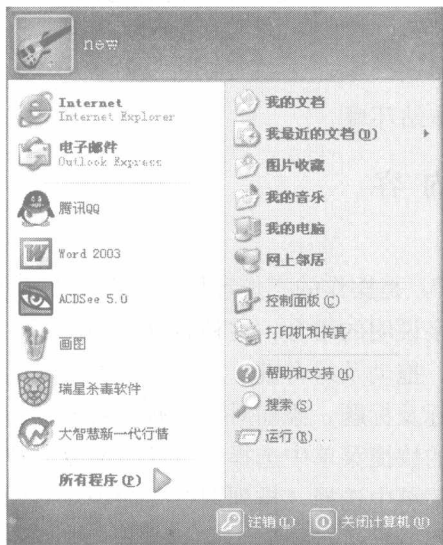 new
Internet
Internet Explorer
电子邮件
Outlook Express
腾讯QQ
Word 2003
ACDSee 5.0
画图
瑞星杀毒软件
大智慧新一代行情
所有程序(P)
我的文档
我最近的文档(D)
图片收藏
我的音乐
我的电脑
网上邻居
控制面板(C)
打印机和传真
帮助和支持(H)
搜索(S)
运行(R)...
注销(L)
关闭计算机(U)